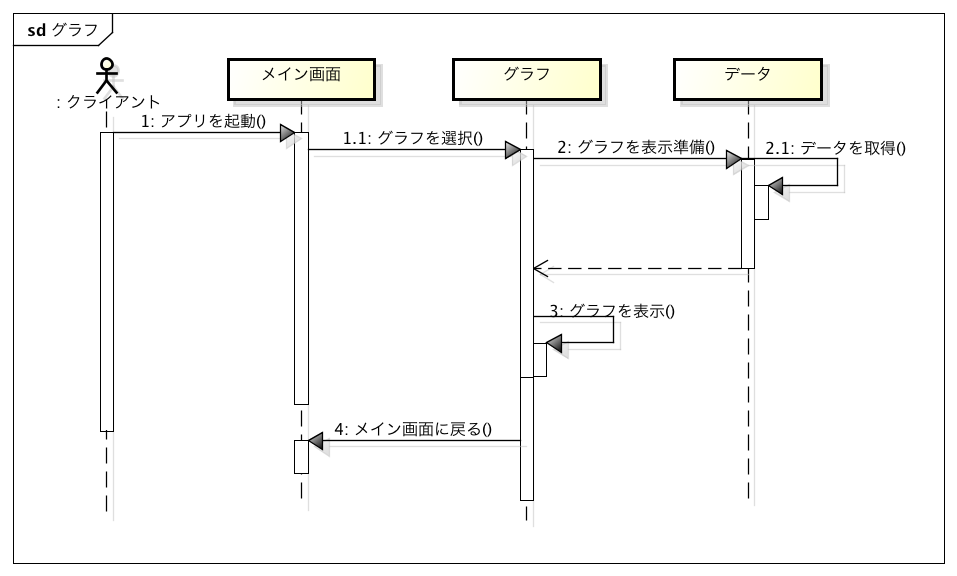 sd グラフ
: クライアント
メイン画面
グラフ
データ
1: アプリを起動()
1.1: グラフを選択()
2: グラフを表示準備()
2.1: データを取得()
3: グラフを表示()
4: メイン画面に戻る()